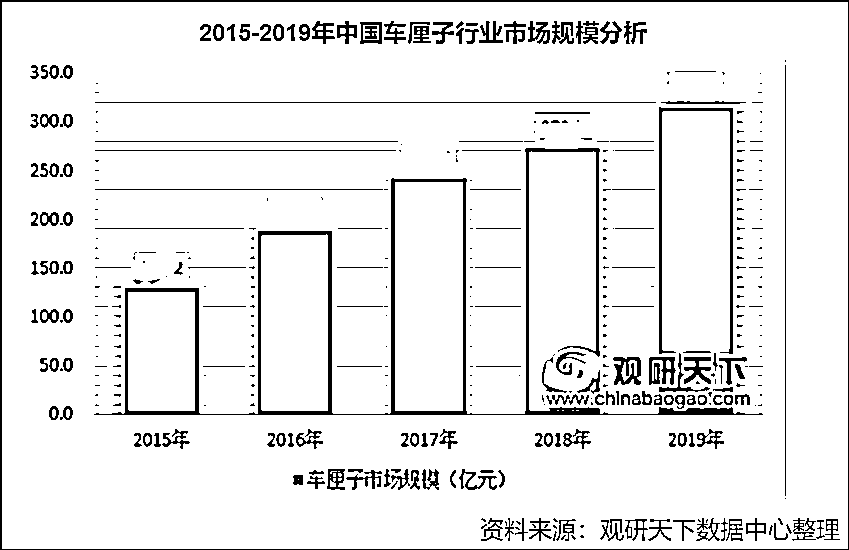 2015-2019年中国车厘子行业市场规模分析
350.0
300.0
250.0
200.0
150.0
100.0
50.0
0.0
2015年 2016年 2017年 2018年 2019年
车厘子市场规模（亿元）
观研天下
www.chinabaogao.com
资料来源：观研天下数据中心整理